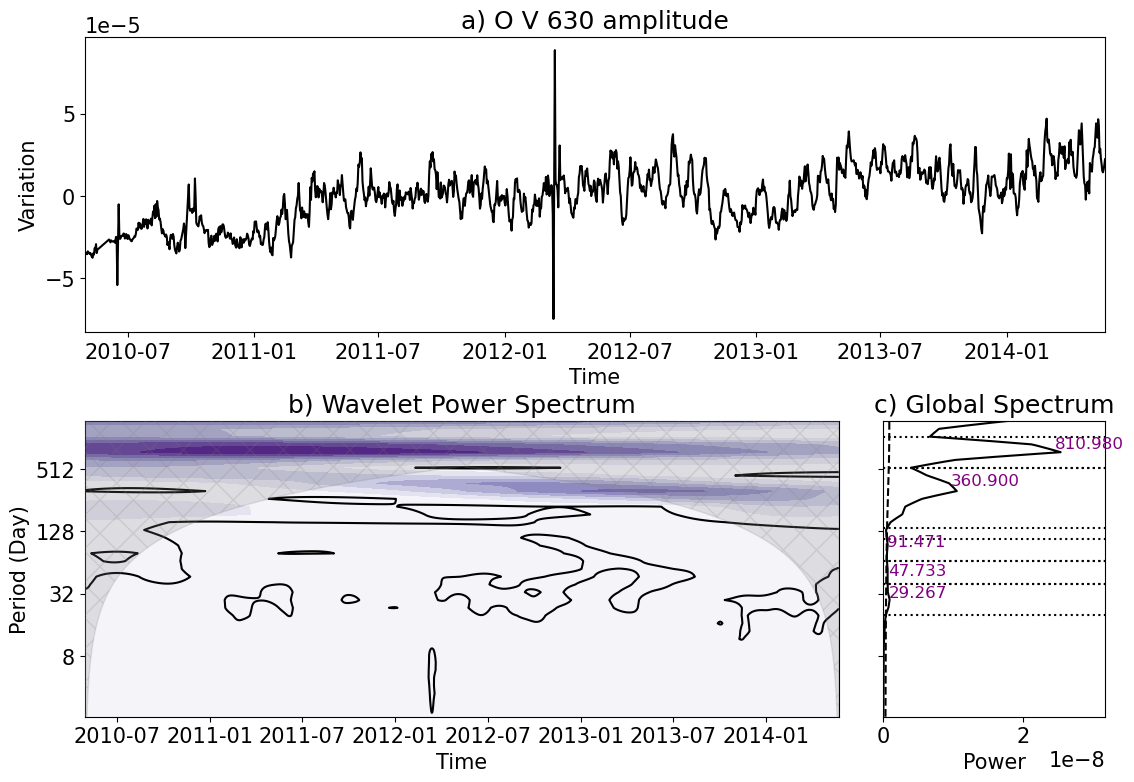 a) O V 630 amplitude
1e−5
Variation
5
0
−5
2010-07 2011-01 2011-07 2012-01 2012-07 2013-01 2013-07 2014-01
Time
b) Wavelet Power Spectrum
Period (Day)
512
128
32
8
2010-07 2011-01 2011-07 2012-01 2012-07 2013-01 2013-07 2014-01
Time
c) Global Spectrum
810.980
360.900
91.471
47.733
29.267
0 2
Power 1e−8